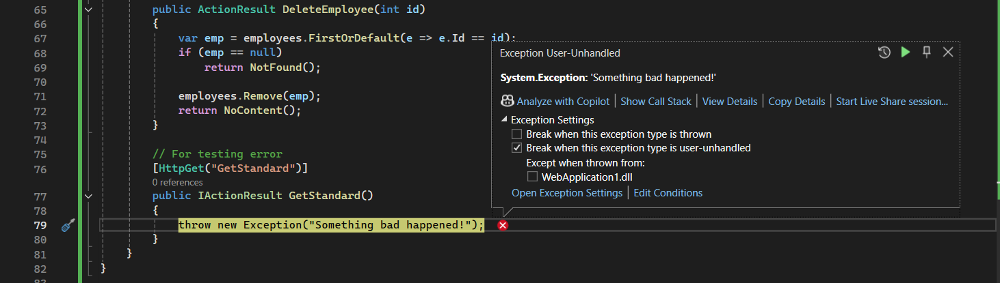 65 public ActionResult DeleteEmployee(int id)
66 {
67 var emp = employees.FirstOrDefault(e => e.Id == id);
68 if (emp == null)
69 return NotFound();
70
71 employees.Remove(emp);
72 return NoContent();
73 }
74
75 // For testing error
76 [HttpGet("GetStandard")]
0 references
77 public IActionResult GetStandard()
78 {
79 throw new Exception("Something bad happened!");
80 }
81 }
82 }
Exception User-Unhandled
System.Exception: 'Something bad happened!'
Analyze with Copilot | Show Call Stack | View Details | Copy Details | Start Live Share session...
Exception Settings
Break when this exception type is thrown
Break when this exception type is user-unhandled
Except when thrown from:
WebApplication1.dll
Open Exception Settings | Edit Conditions